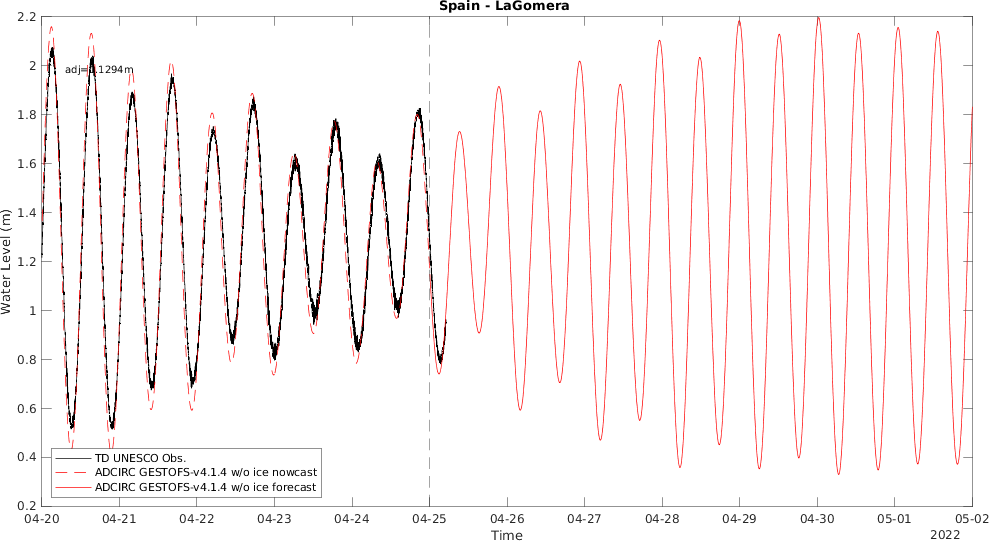 Spain - LaGomera
2.2
2
1.8
1.6
1.4
1.2
1
0.8
0.6
0.4
0.2
Water Level (m)
TD UNESCO Obs.
ADCIRC GESTOFS-v4.1.4 w/o ice nowcast
ADCIRC GESTOFS-v4.1.4 w/o ice forecast
04-20 04-21 04-22 04-23 04-24 04-25 04-26 04-27 04-28 04-29 04-30 05-01 05-02
Time
2022